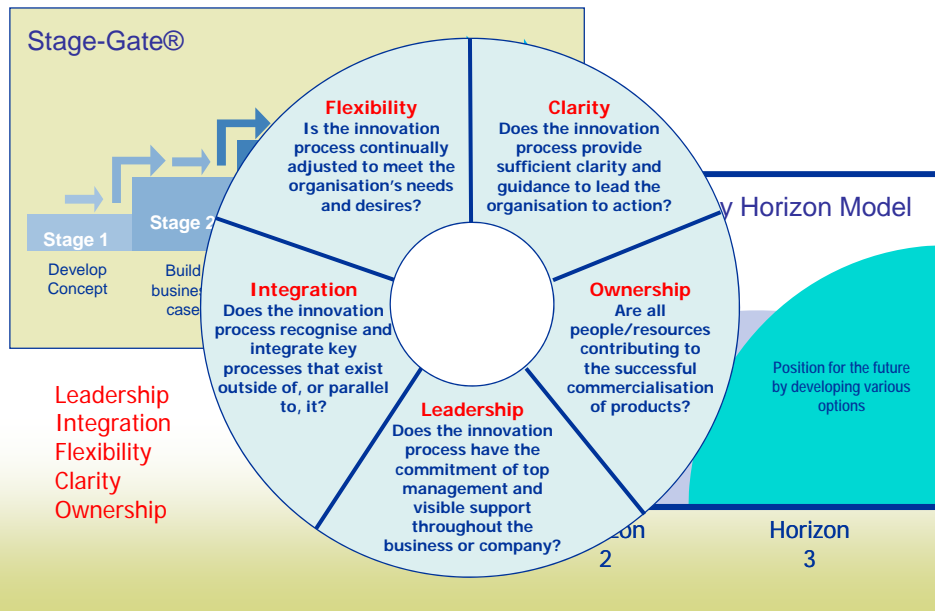 Stage-Gate®
Stage 1
Stage 2
Develop
Concept
Build
business
case
Flexibility
Is the innovation
process continually
adjusted to meet the
organisation's needs
and desires?
Clarity
Does the innovation
process provide
sufficient clarity and
guidance to lead the
organisation to action?
Integration
Does the innovation
process recognise and
integrate key
processes that exist
outside of, or parallel
to, it?
Ownership
Are all
people/resources
contributing to
the successful
commercialisation
of products?
Leadership
Does the innovation
process have the
commitment of top
management and
visible support
throughout the
business or company?
y Horizon Model
Position for the future
by developing various
options
zon
2
Horizon
3
Leadership
Integration
Flexibility
Clarity
Ownership